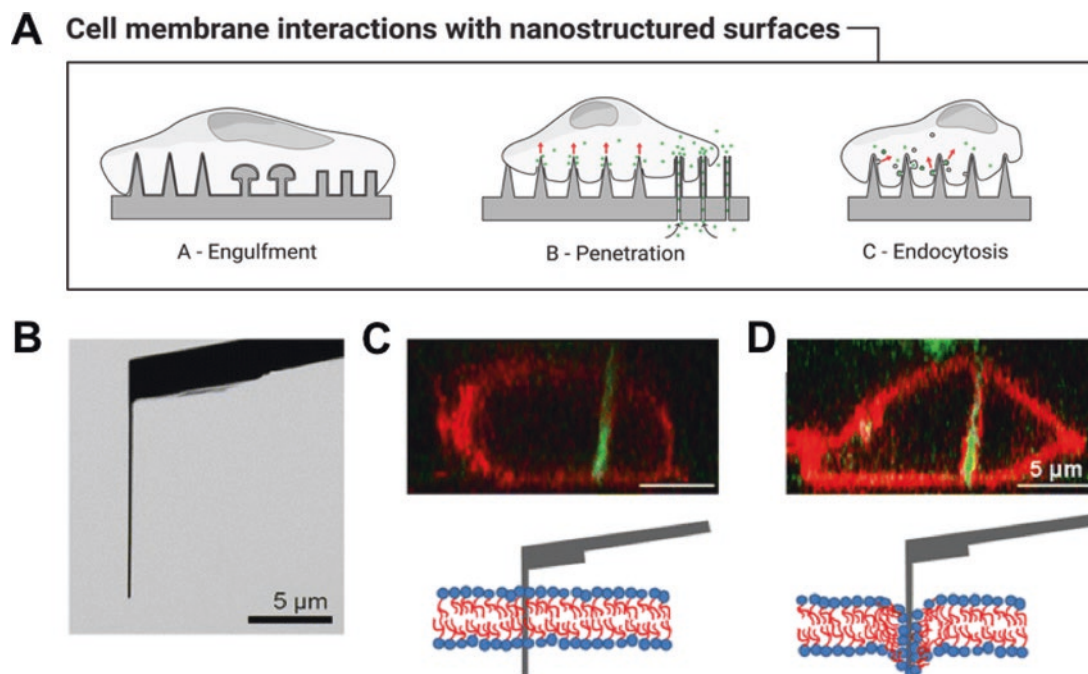 A Cell membrane interactions with nanostructured surfaces
A - Engulfment
B - Penetration
C - Endocytosis
B
C
D
5 µm
5 µm